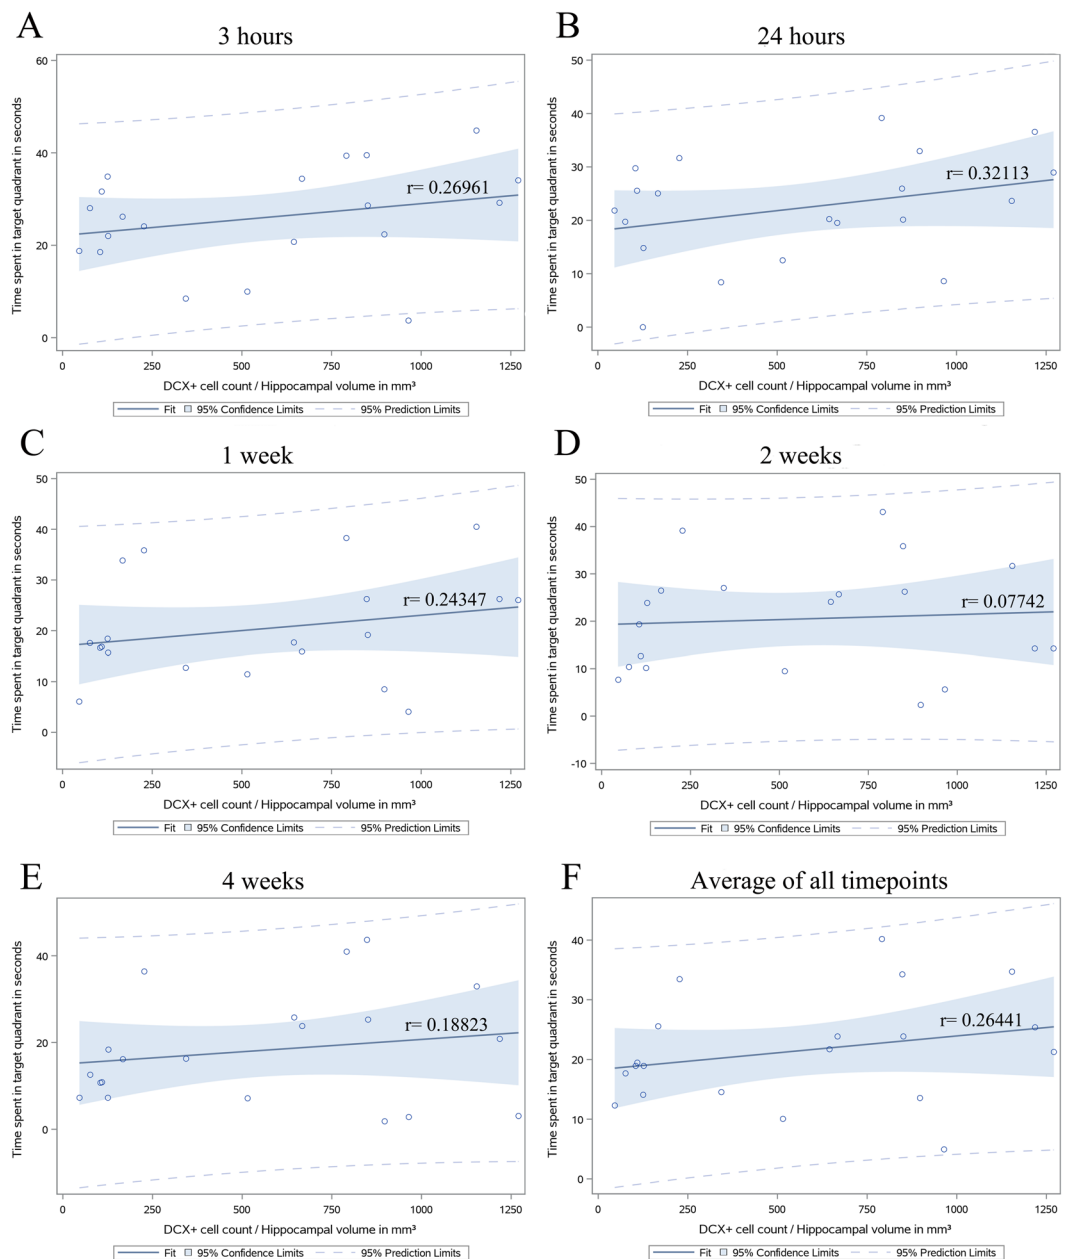 A
3 hours
Time spent in target quadrant in seconds
60
40
20
0
r= 0.26961
0 250 500 750 1000 1250
DCX+ cell count / Hippocampal volume in mm³
Fit 95% Confidence Limits 95% Prediction Limits
B
24 hours
Time spent in target quadrant in seconds
50
40
30
20
10
0
r= 0.32113
0 250 500 750 1000 1250
DCX+ cell count / Hippocampal volume in mm³
Fit 95% Confidence Limits 95% Prediction Limits
C
1 week
Time spent in target quadrant in seconds
50
40
30
20
10
0
r= 0.24347
0 250 500 750 1000 1250
DCX+ cell count / Hippocampal volume in mm³
Fit 95% Confidence Limits 95% Prediction Limits
D
2 weeks
Time spent in target quadrant in seconds
50
40
30
20
10
0
-10
r= 0.07742
0 250 500 750 1000 1250
DCX+ cell count / Hippocampal volume in mm³
Fit 95% Confidence Limits 95% Prediction Limits
E
4 weeks
Time spent in target quadrant in seconds
40
20
0
r= 0.18823
0 250 500 750 1000 1250
DCX+ cell count / Hippocampal volume in mm³
Fit 95% Confidence Limits 95% Prediction Limits
F
Average of all timepoints
Time spent in target quadrant in seconds
40
30
20
10
0
r= 0.26441
0 250 500 750 1000 1250
DCX+ cell count / Hippocampal volume in mm³
Fit 95% Confidence Limits 95% Prediction Limits